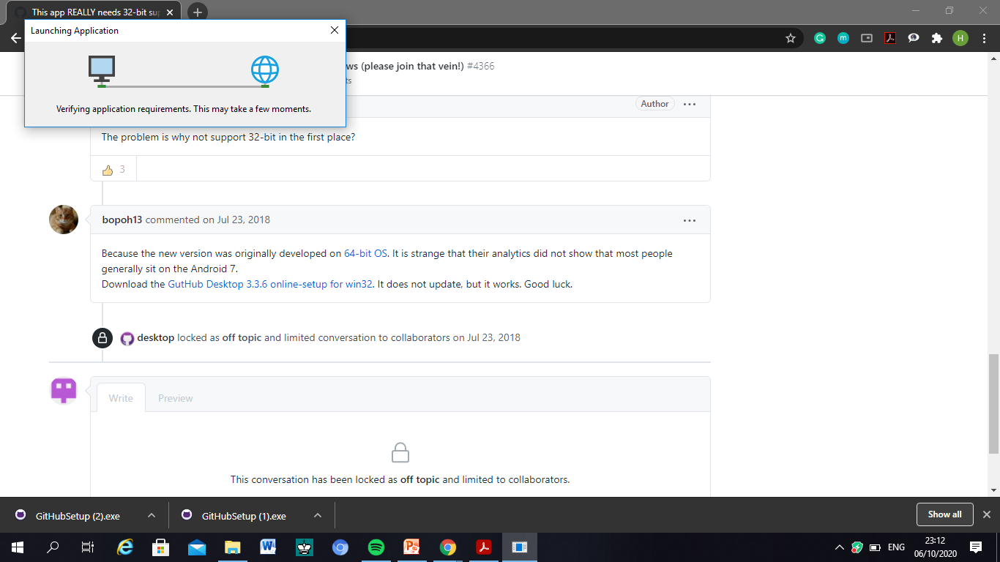 This app REALLY needs 32-bit sup
Launching Application
Verifying application requirements. This may take a few moments.
H
ws (please join that vein!) #4366
ts
Author
The problem is why not support 32-bit in the first place?
3
bopoh13 commented on Jul 23, 2018
Because the new version was originally developed on 64-bit OS. It is strange that their analytics did not show that most people
generally sit on the Android 7.
Download the GutHub Desktop 3.3.6 online-setup for win32. It does not update, but it works. Good luck.
desktop locked as off topic and limited conversation to collaborators on Jul 23, 2018
Write Preview
This conversation has been locked as off topic and limited to collaborators.
GitHubSetup (2).exe
GitHubSetup (1).exe
Show all
ENG
23:12
06/10/2020